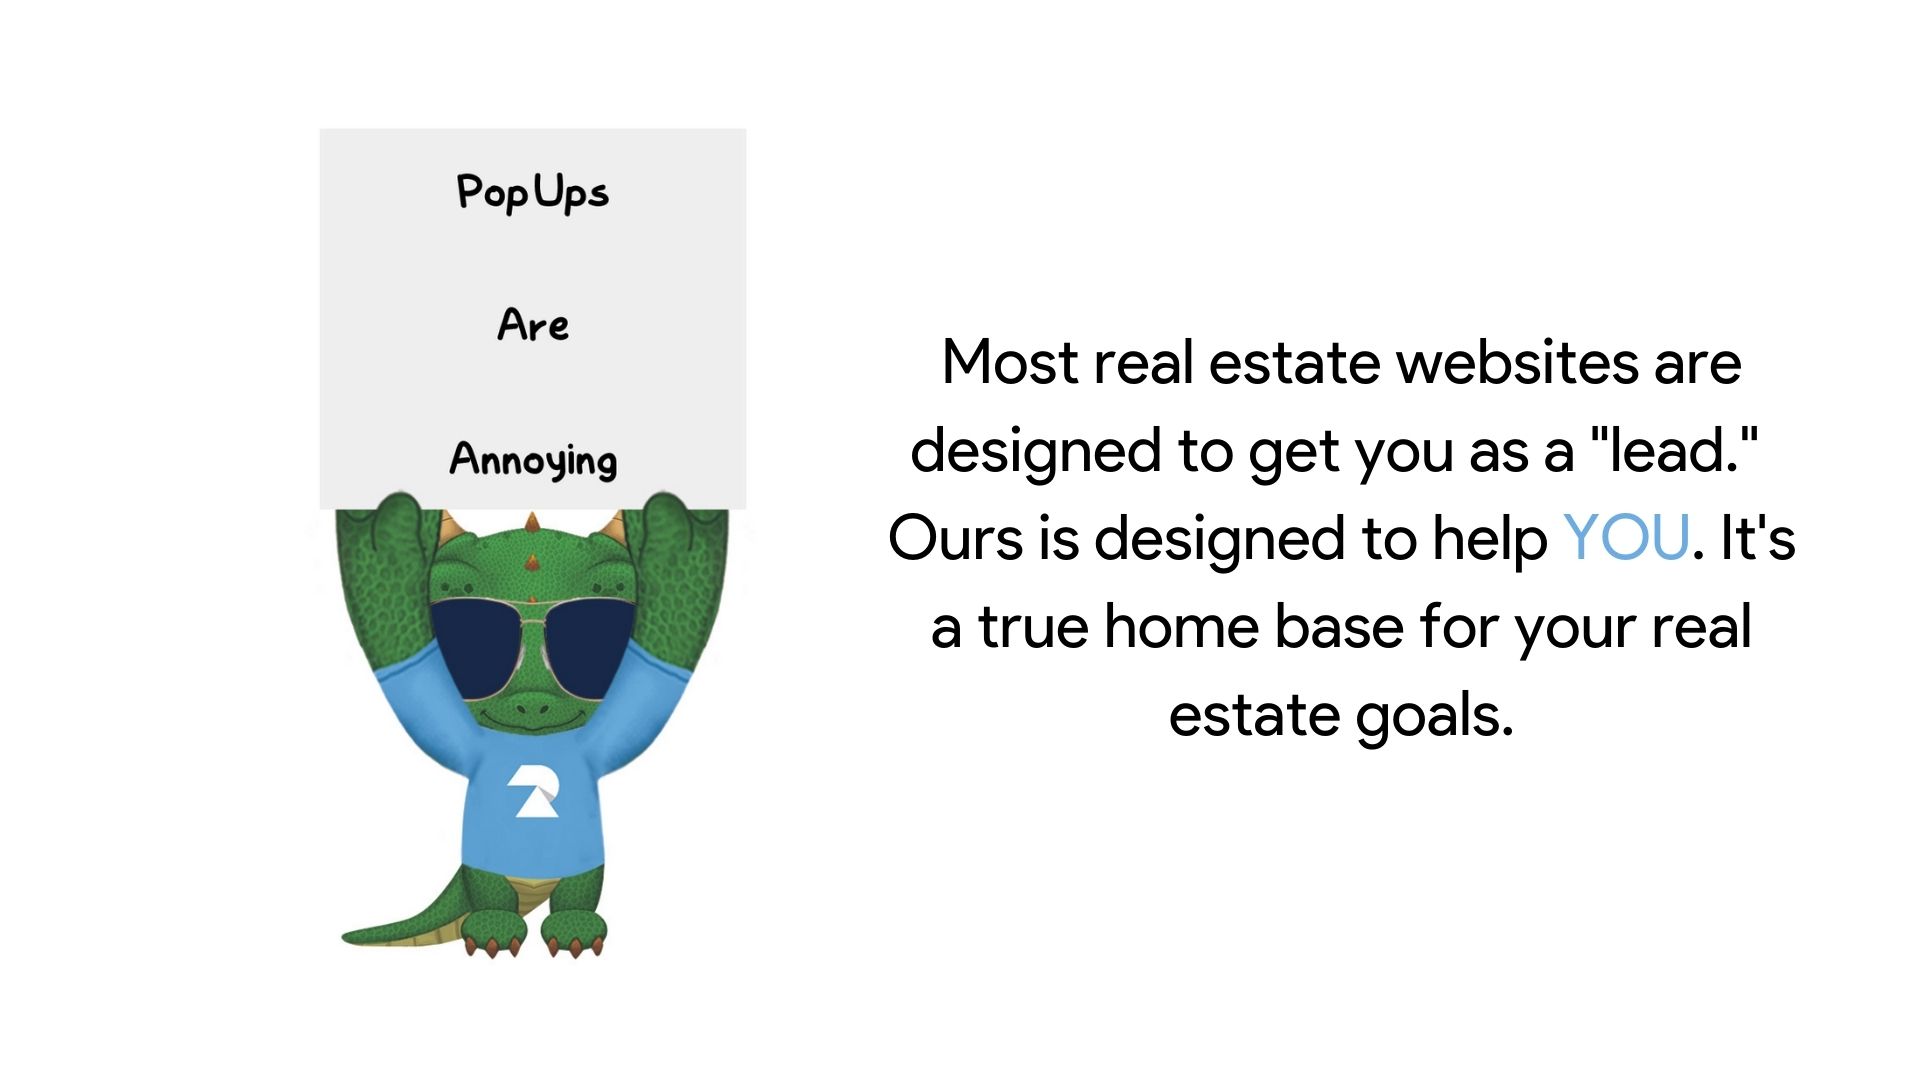 PopUps
Are
Annoying
Most real estate websites are
designed to get you as a "lead."
Ours is designed to help YOU. It's
a true home base for your real
estate goals.